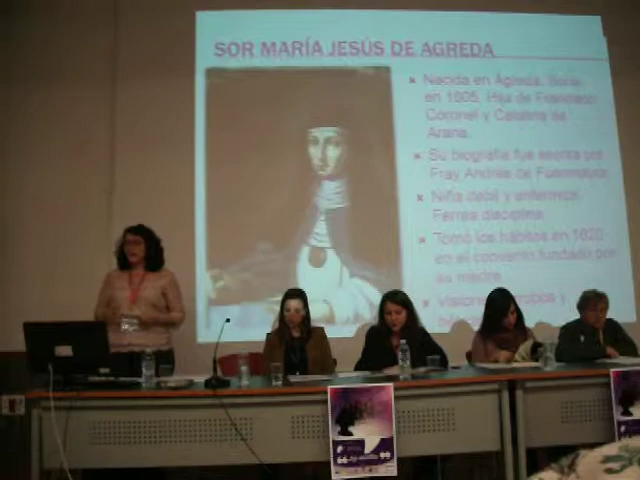 SOR MARÍA JESÚS DE AGREDA
Nacida en Ágreda, Soria,
en 1605. Hija de Francisco
Coronel y Catalina de
Arana.
Su biografía fue escrita por
Fray Andrés de Fuenmayor
Niña débil y enfermiza.
Férrea disciplina
Tomó los hábitos en 1620
en el convento fundado por
su madre
Visiones, y